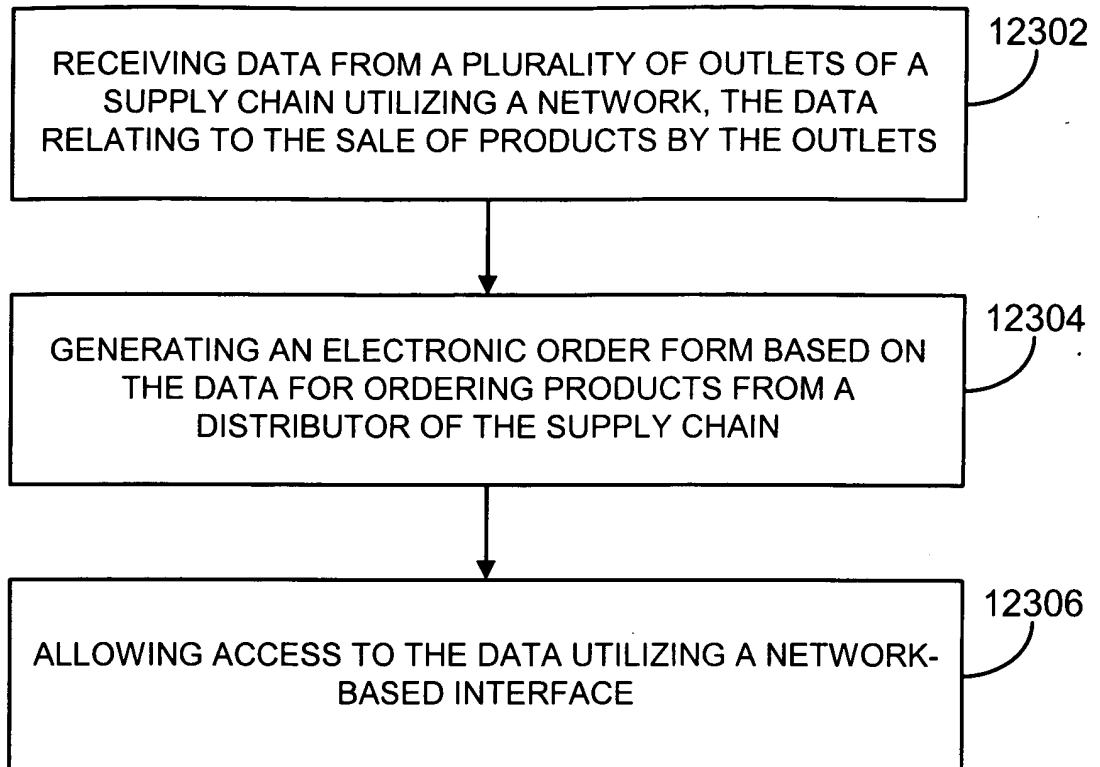 12302
RECEIVING DATA FROM A PLURALITY OF OUTLETS OF A
SUPPLY CHAIN UTILIZING A NETWORK, THE DATA
RELATING TO THE SALE OF PRODUCTS BY THE OUTLETS
12304
GENERATING AN ELECTRONIC ORDER FORM BASED ON
THE DATA FOR ORDERING PRODUCTS FROM A
DISTRIBUTOR OF THE SUPPLY CHAIN
12306
ALLOWING ACCESS TO THE DATA UTILIZING A NETWORK-
BASED INTERFACE